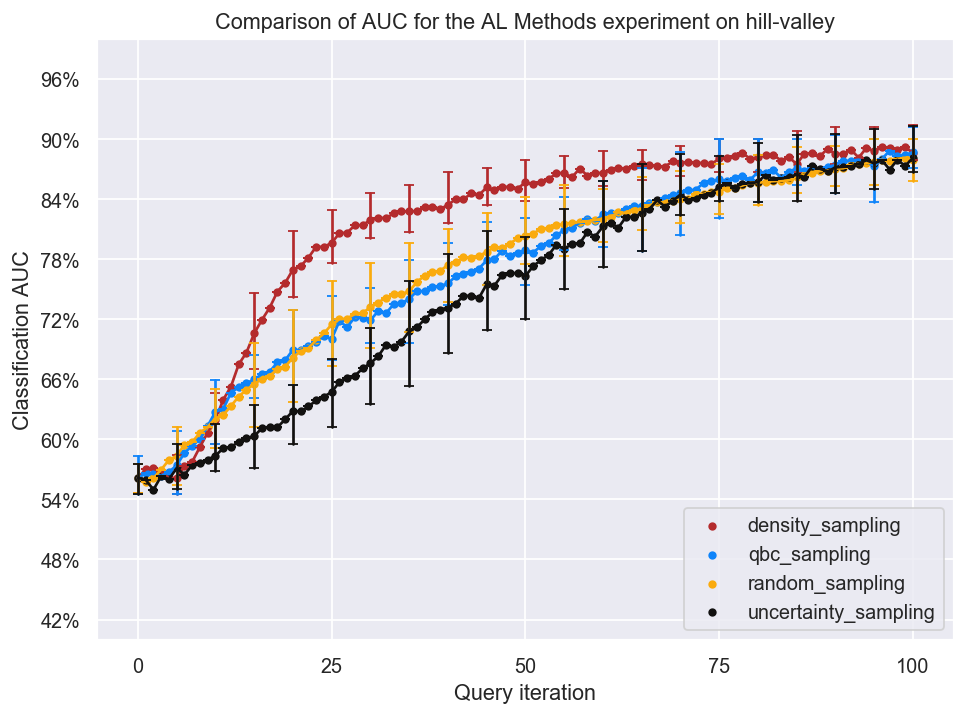 Comparison of AUC for the AL Methods experiment on hill-valley
Classification AUC
96%
90%
84%
78%
72%
66%
60%
54%
48%
42%
density_sampling
qbc_sampling
random_sampling
uncertainty_sampling
0 25 50 75 100
Query iteration